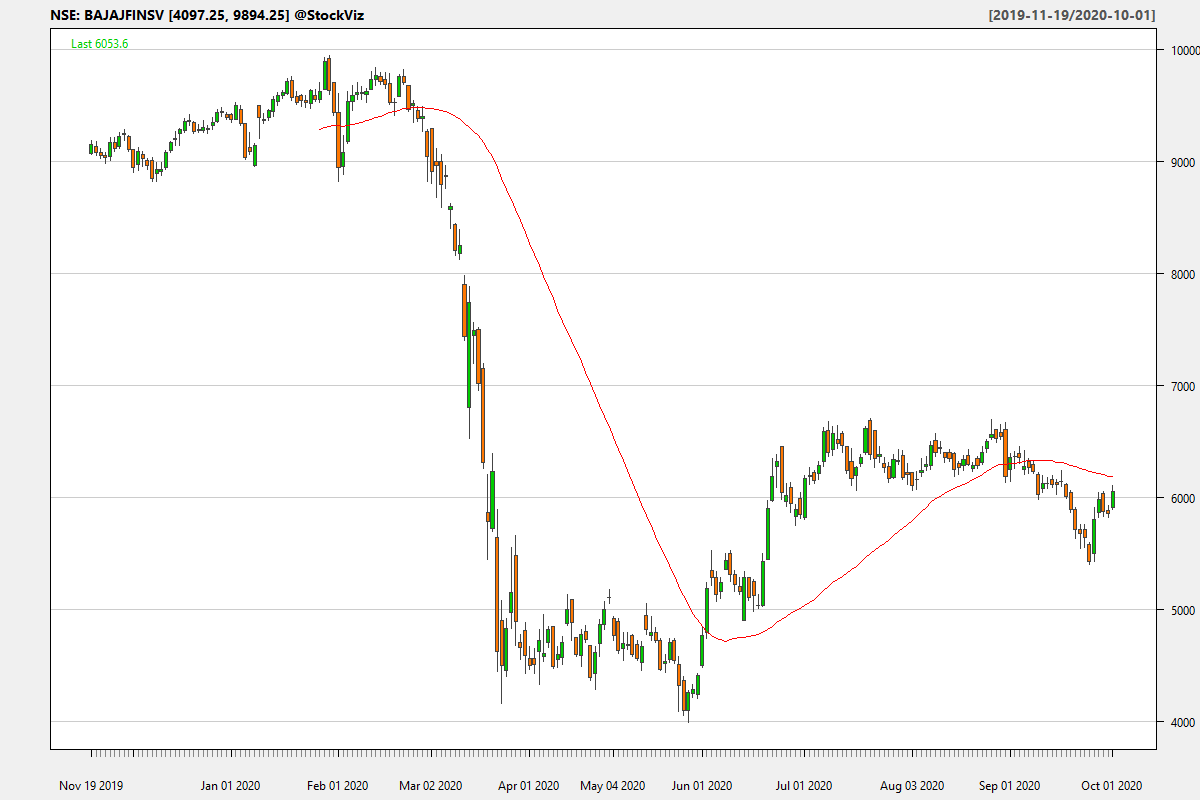 NSE: BAJAJFINSV [4097.25, 9894.25] @StockViz
[2019-11-19/2020-10-01]
Last 6053.6
10000
9000
8000
7000
6000
5000
4000
Nov 19 2019
Jan 01 2020
Feb 01 2020
Mar 02 2020
Apr 01 2020
May 04 2020
Jun 01 2020
Jul 01 2020
Aug 03 2020
Sep 01 2020
Oct 01 2020